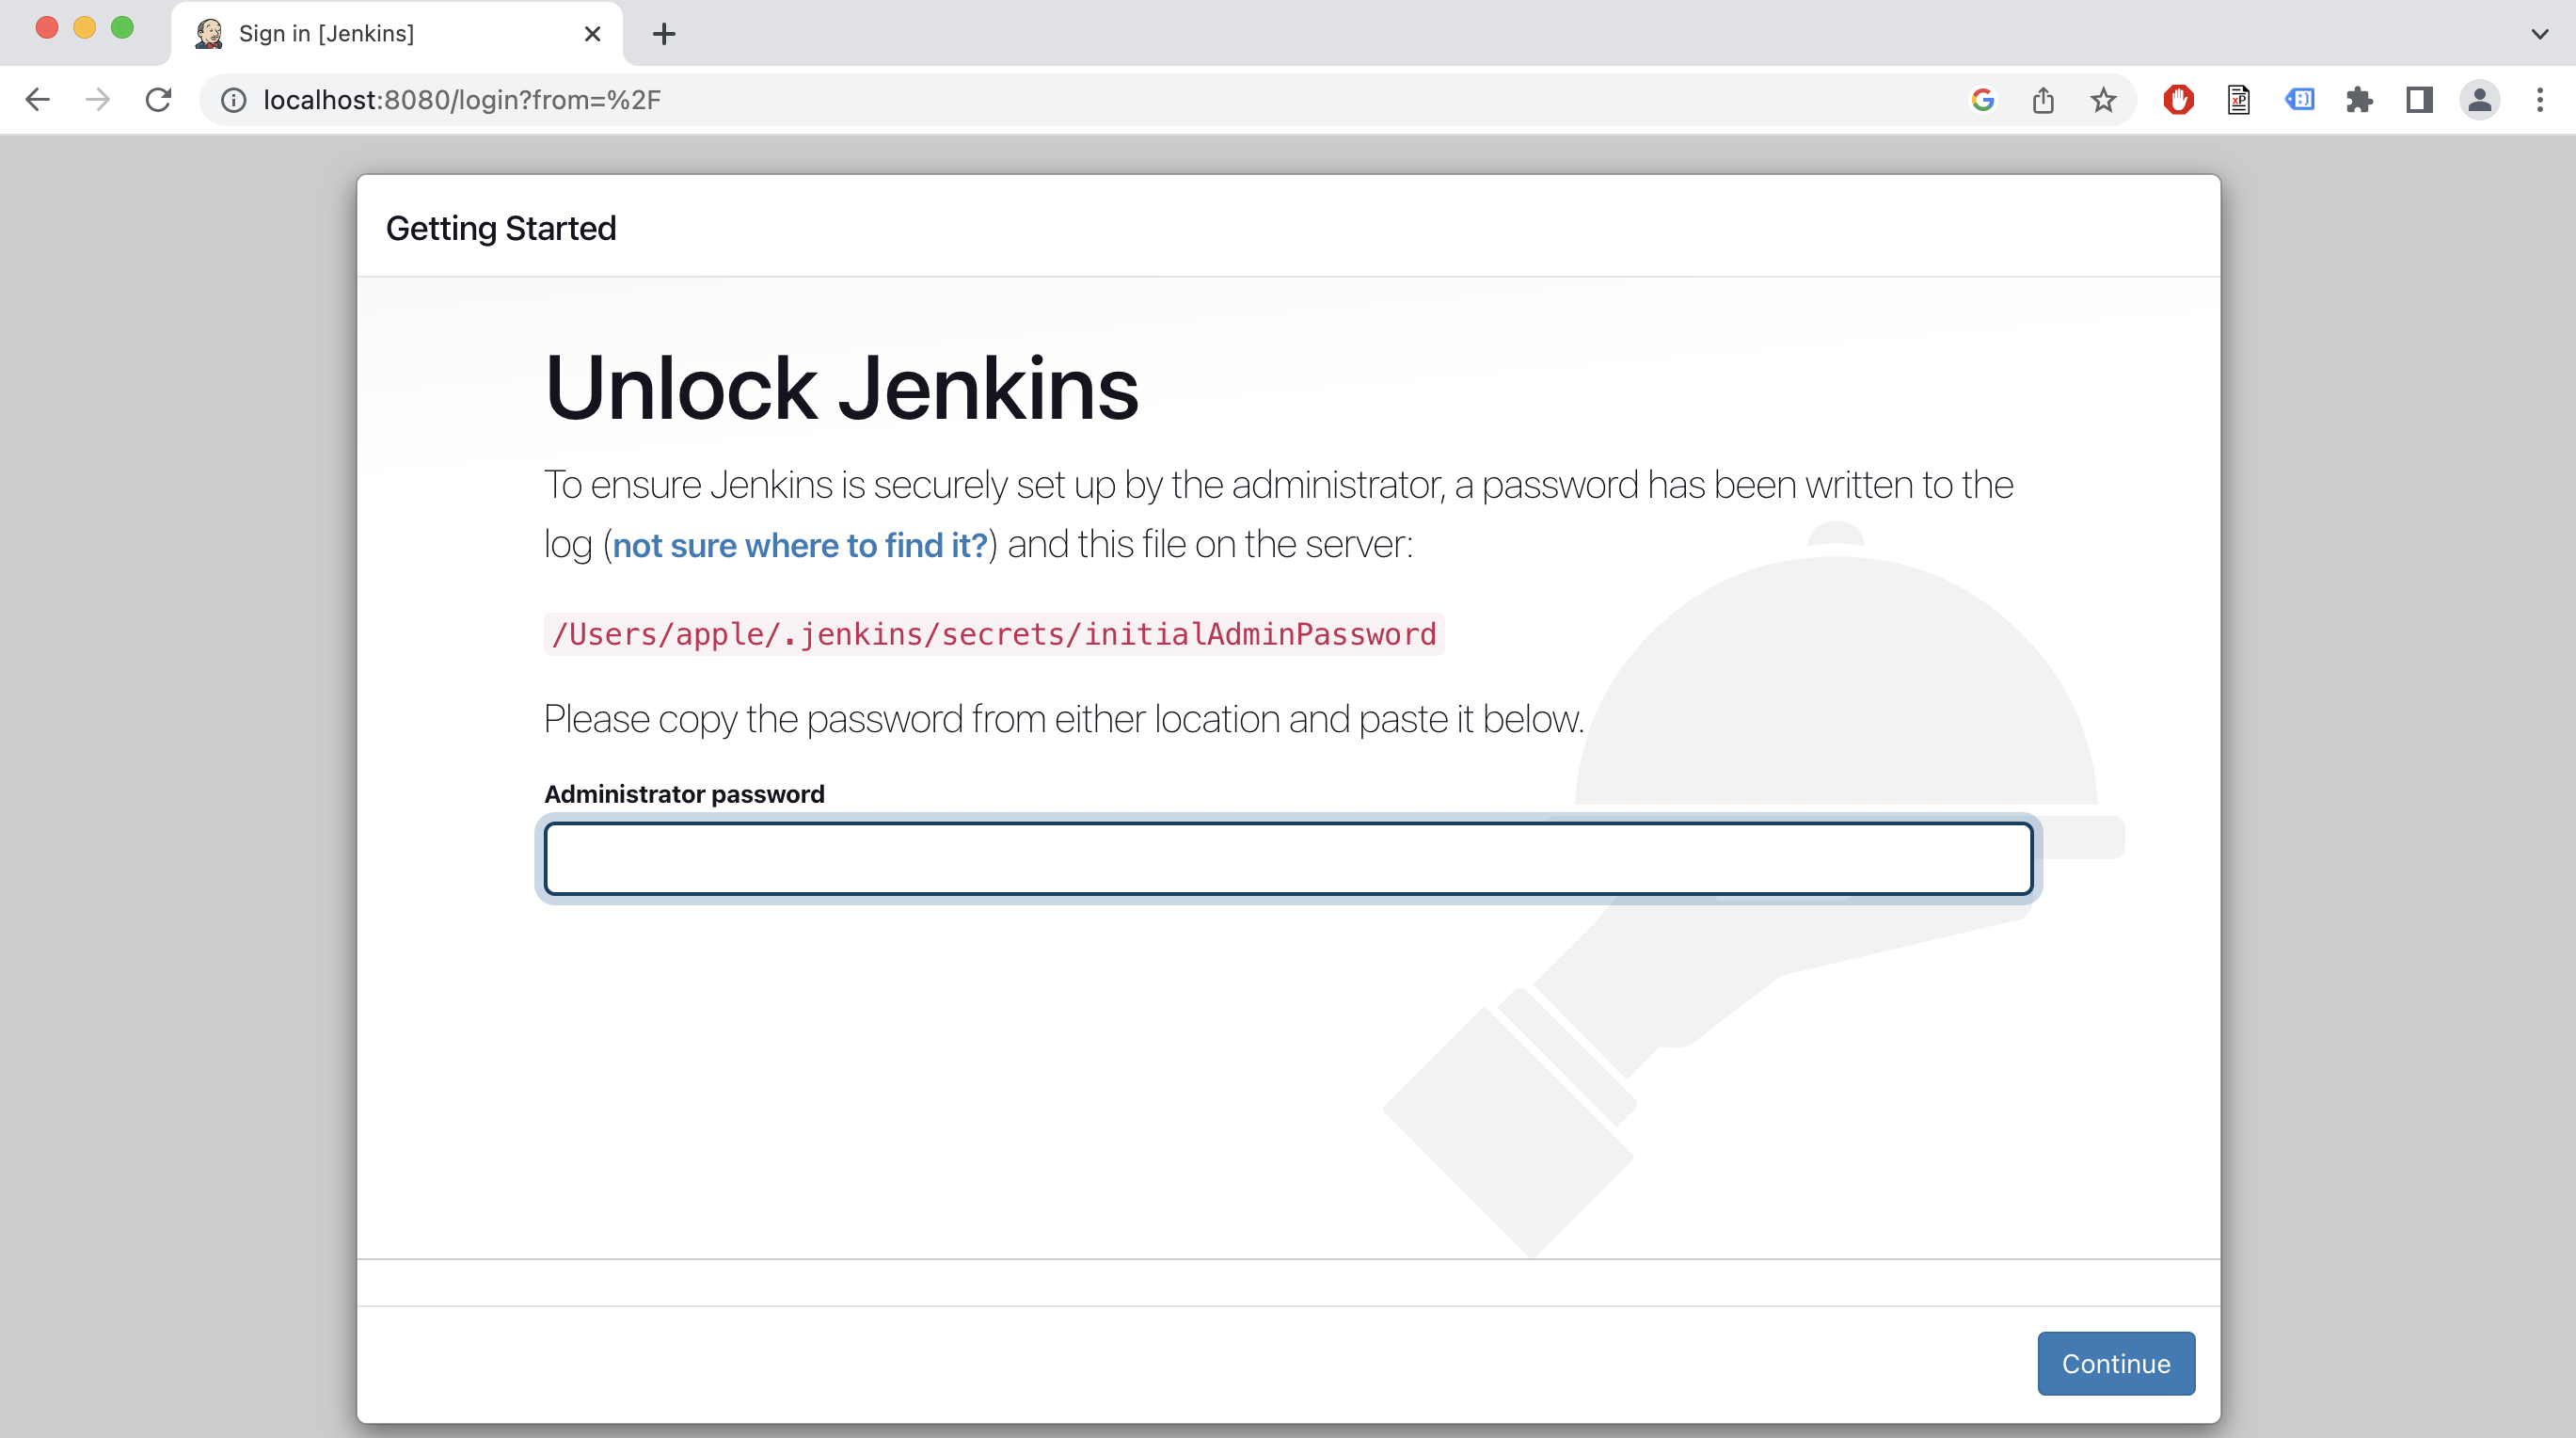 Sign in [Jenkins]
localhost:8080/login?from=%2F
Getting Started
Unlock Jenkins
To ensure Jenkins is securely set up by the administrator, a password has been written to the
log (not sure where to find it?) and this file on the server:
/Users/apple/.jenkins/secrets/initialAdminPassword
Please copy the password from either location and paste it below.
Administrator password
Continue